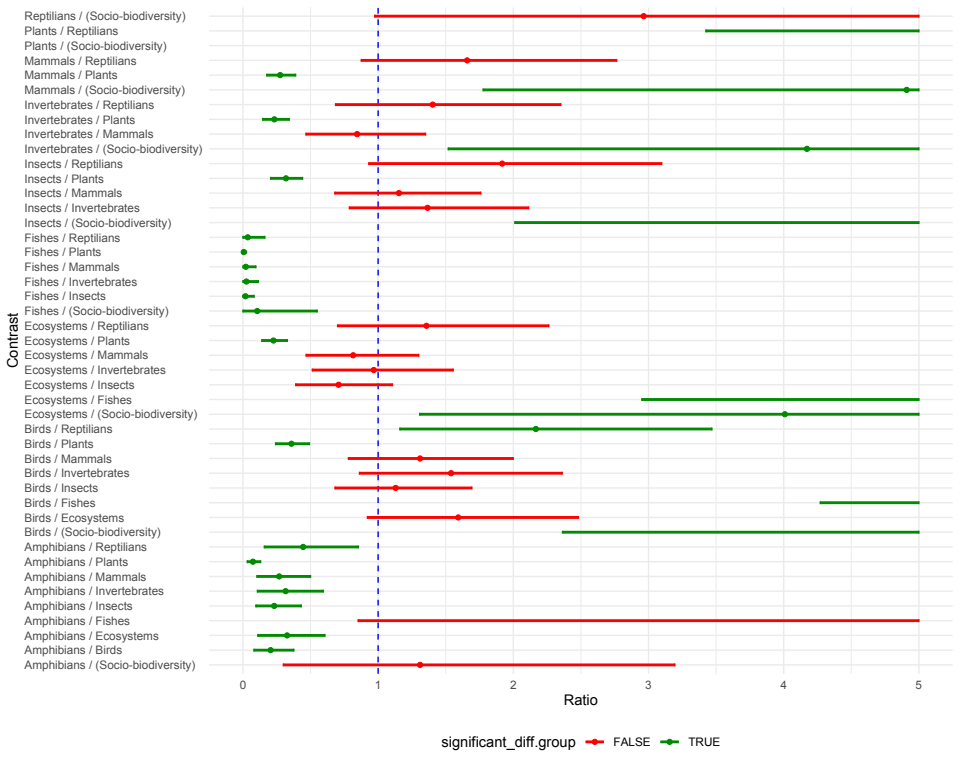 Contrast
Reptilians / (Socio-biodiversity)
Plants / Reptilians
Plants / (Socio-biodiversity)
Mammals / Reptilians
Mammals / Plants
Mammals / (Socio-biodiversity)
Invertebrates / Reptilians
Invertebrates / Plants
Invertebrates / Mammals
Invertebrates / (Socio-biodiversity)
Insects / Reptilians
Insects / Plants
Insects / Mammals
Insects / Invertebrates
Insects / (Socio-biodiversity)
Fishes / Reptilians
Fishes / Plants
Fishes / Mammals
Fishes / Invertebrates
Fishes / Insects
Fishes / (Socio-biodiversity)
Ecosystems / Reptilians
Ecosystems / Plants
Ecosystems / Mammals
Ecosystems / Invertebrates
Ecosystems / Insects
Ecosystems / Fishes
Ecosystems / (Socio-biodiversity)
Birds / Reptilians
Birds / Plants
Birds / Mammals
Birds / Invertebrates
Birds / Insects
Birds / Fishes
Birds / Ecosystems
Birds / (Socio-biodiversity)
Amphibians / Reptilians
Amphibians / Plants
Amphibians / Mammals
Amphibians / Invertebrates
Amphibians / Insects
Amphibians / Fishes
Amphibians / Ecosystems
Amphibians / Birds
Amphibians / (Socio-biodiversity)
0 1 2 3 4 5
Ratio
significant_diff.group FALSE TRUE